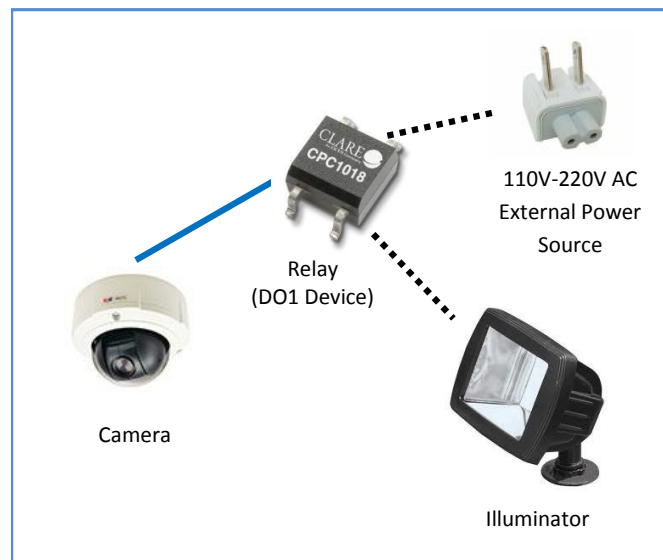 CLARE
CPC1018
110V-220V AC
External Power
Source
Relay
(DO1 Device)
Camera
Illuminator